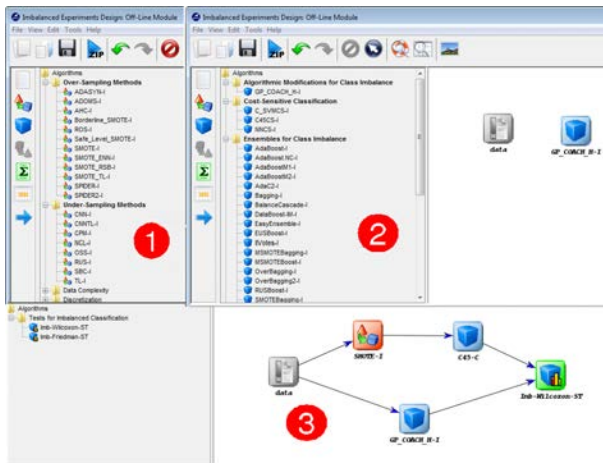 Imbalanced Experiments Design: Off-Line Module
File View Edit Tools Help
ZIP
Algorithms
Over-Sampling Methods
ADASYN-I
ADOMS-I
AHC-I
Borderline_SMOTE-I
ROS-I
Safe_Level_SMOTE-I
SMOTE-I
SMOTE_ENN-I
SMOTE_RSB-I
SMOTE_TL-I
SPIDER-I
SPIDER2-I
Under-Sampling Methods
CNN-I
CNNTL-I
CPM-I
NCL-I
OSS-I
RUS-I
SBC-I
TL-I
Data Complexity
Discretization
1
Imbalanced Experiments Design: Off-Line Module
File View Edit Tools Help
ZIP
Algorithms
Algorithmic Modifications for Class Imbalance
GP_COACH_H-I
Cost-Sensitive Classification
C_SVMCS-I
C45CS-I
NNCS-I
Ensembles for Class Imbalance
AdaBoost-I
AdaBoost.NC-I
AdaBoostM1-I
AdaBoostM2-I
AdaC2-I
Bagging-I
BalanceCascade-I
DataBoost-IM-I
EasyEnsemble-I
EUSBoost-I
IIVotes-I
MSMOTEBagging-I
MSMOTEBoost-I
OverBagging-I
OverBagging2-I
RUSBoost-I
SMOTEBagging-I
2
data
GP_COACH_H-I
Algorithms
Tests for Imbalanced Classification
Imb-Wilcoxon-ST
Imb-Friedman-ST
SMOTE-I
C45-C
data
Imb-Wilcoxon-ST
3
GP_COACH_H-I